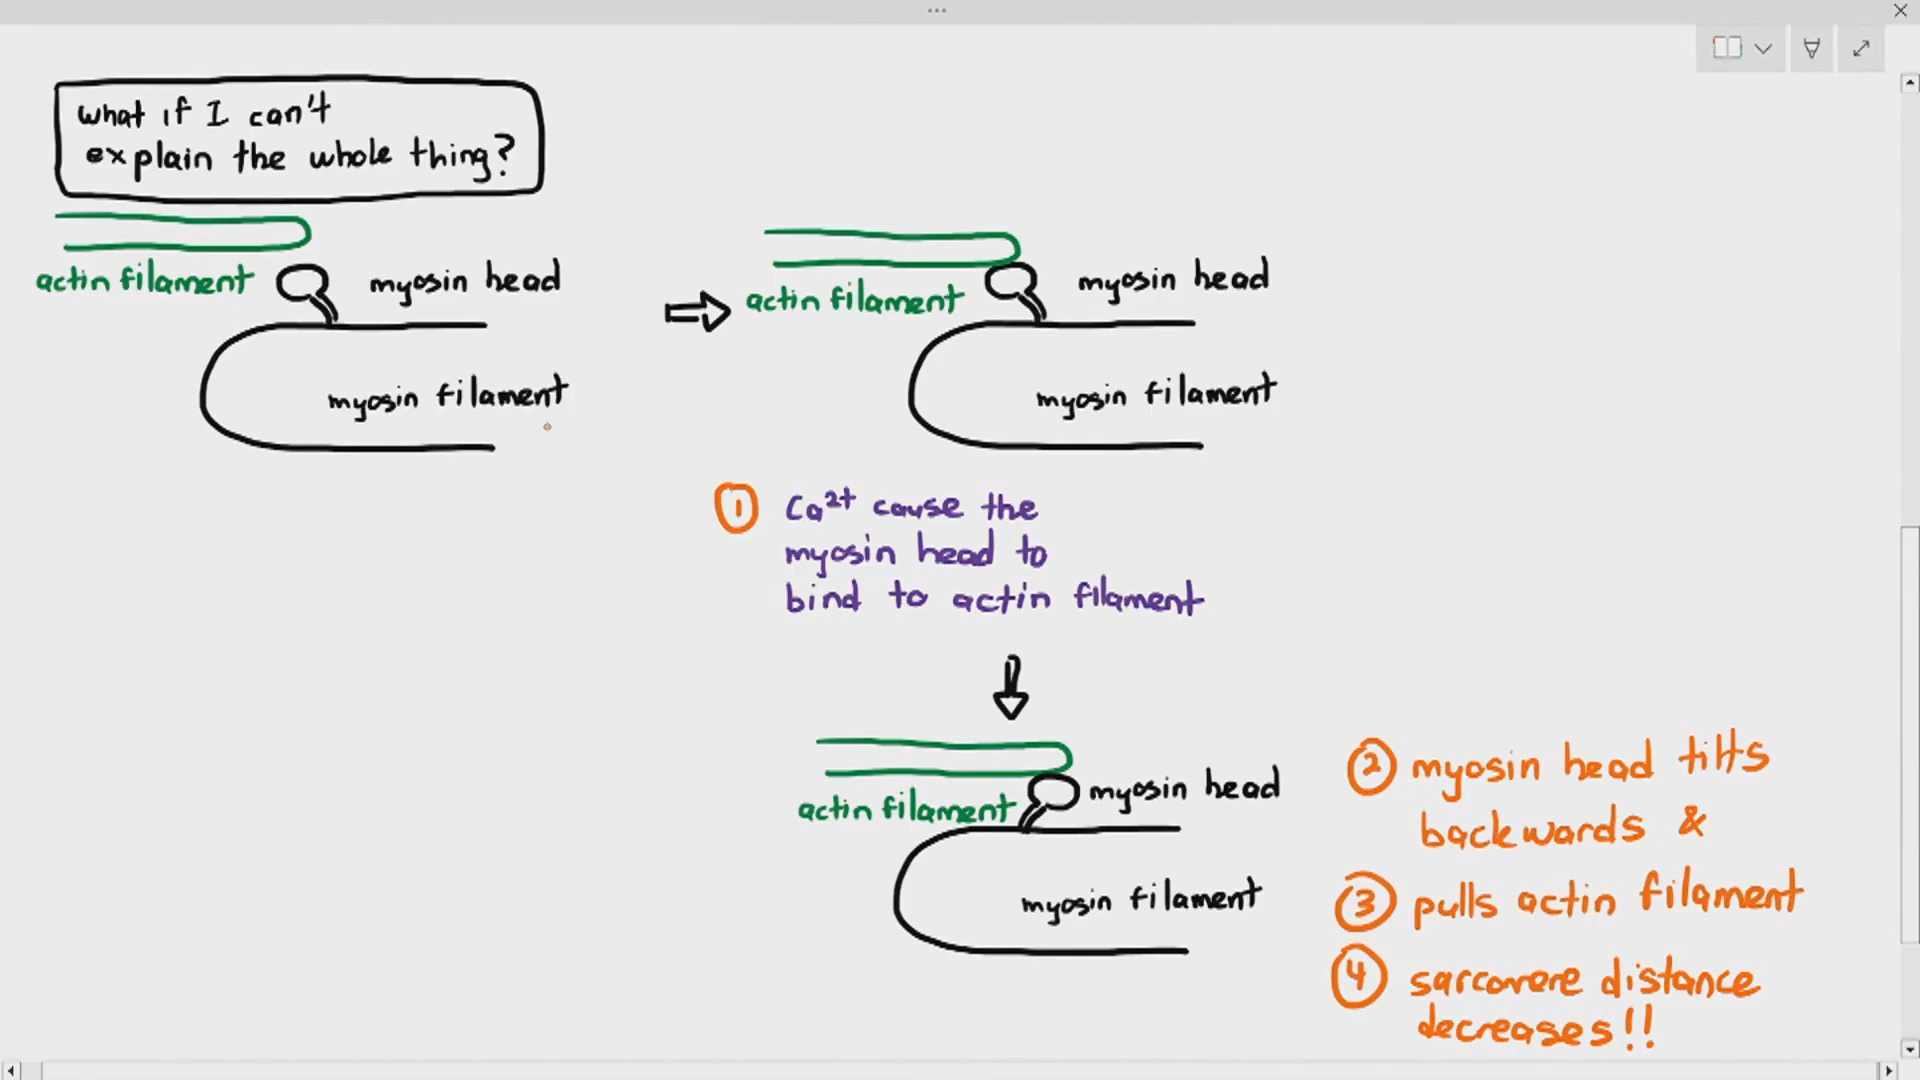 what if I can't
explain the whole thing?
actin filament
myosin head
myosin filament
actin filament
myosin head
myosin filament
① Ca²⁺ cause the
myosin head to
bind to actin filament
actin filament
myosin head
myosin filament
② myosin head tilts
backwards &
③ pulls actin filament
④ sarcomere distance
decreases!!